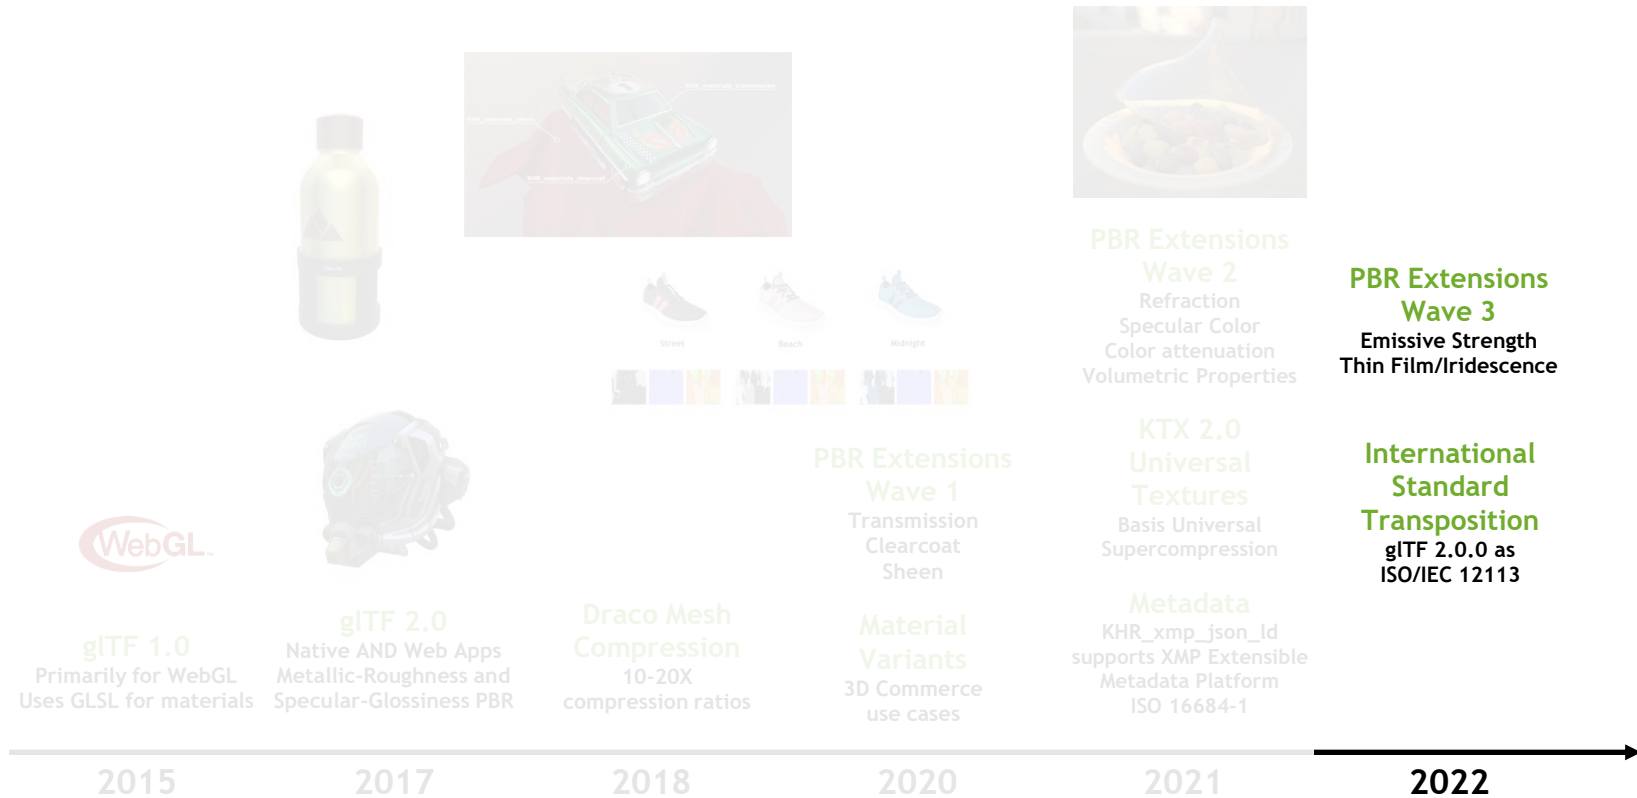 WebGL™
glTF 1.0
Primarily for WebGL
Uses GLSL for materials
glTF 2.0
Native AND Web Apps
Metallic-Roughness and
Specular-Glossiness PBR
Draco Mesh
Compression
10-20X
compression ratios
Street
Beach
Midnight
PBR Extensions
Wave 1
Transmission
Clearcoat
Sheen
Material
Variants
3D Commerce
use cases
PBR Extensions
Wave 2
Refraction
Specular Color
Color attenuation
Volumetric Properties
KTX 2.0
Universal
Textures
Basis Universal
Supercompression
Metadata
KHR_xmp_json_ld
supports XMP Extensible
Metadata Platform
ISO 16684-1
PBR Extensions
Wave 3
Emissive Strength
Thin Film/Iridescence
International
Standard
Transposition
glTF 2.0.0 as
ISO/IEC 12113
2015
2017
2018
2020
2021
2022